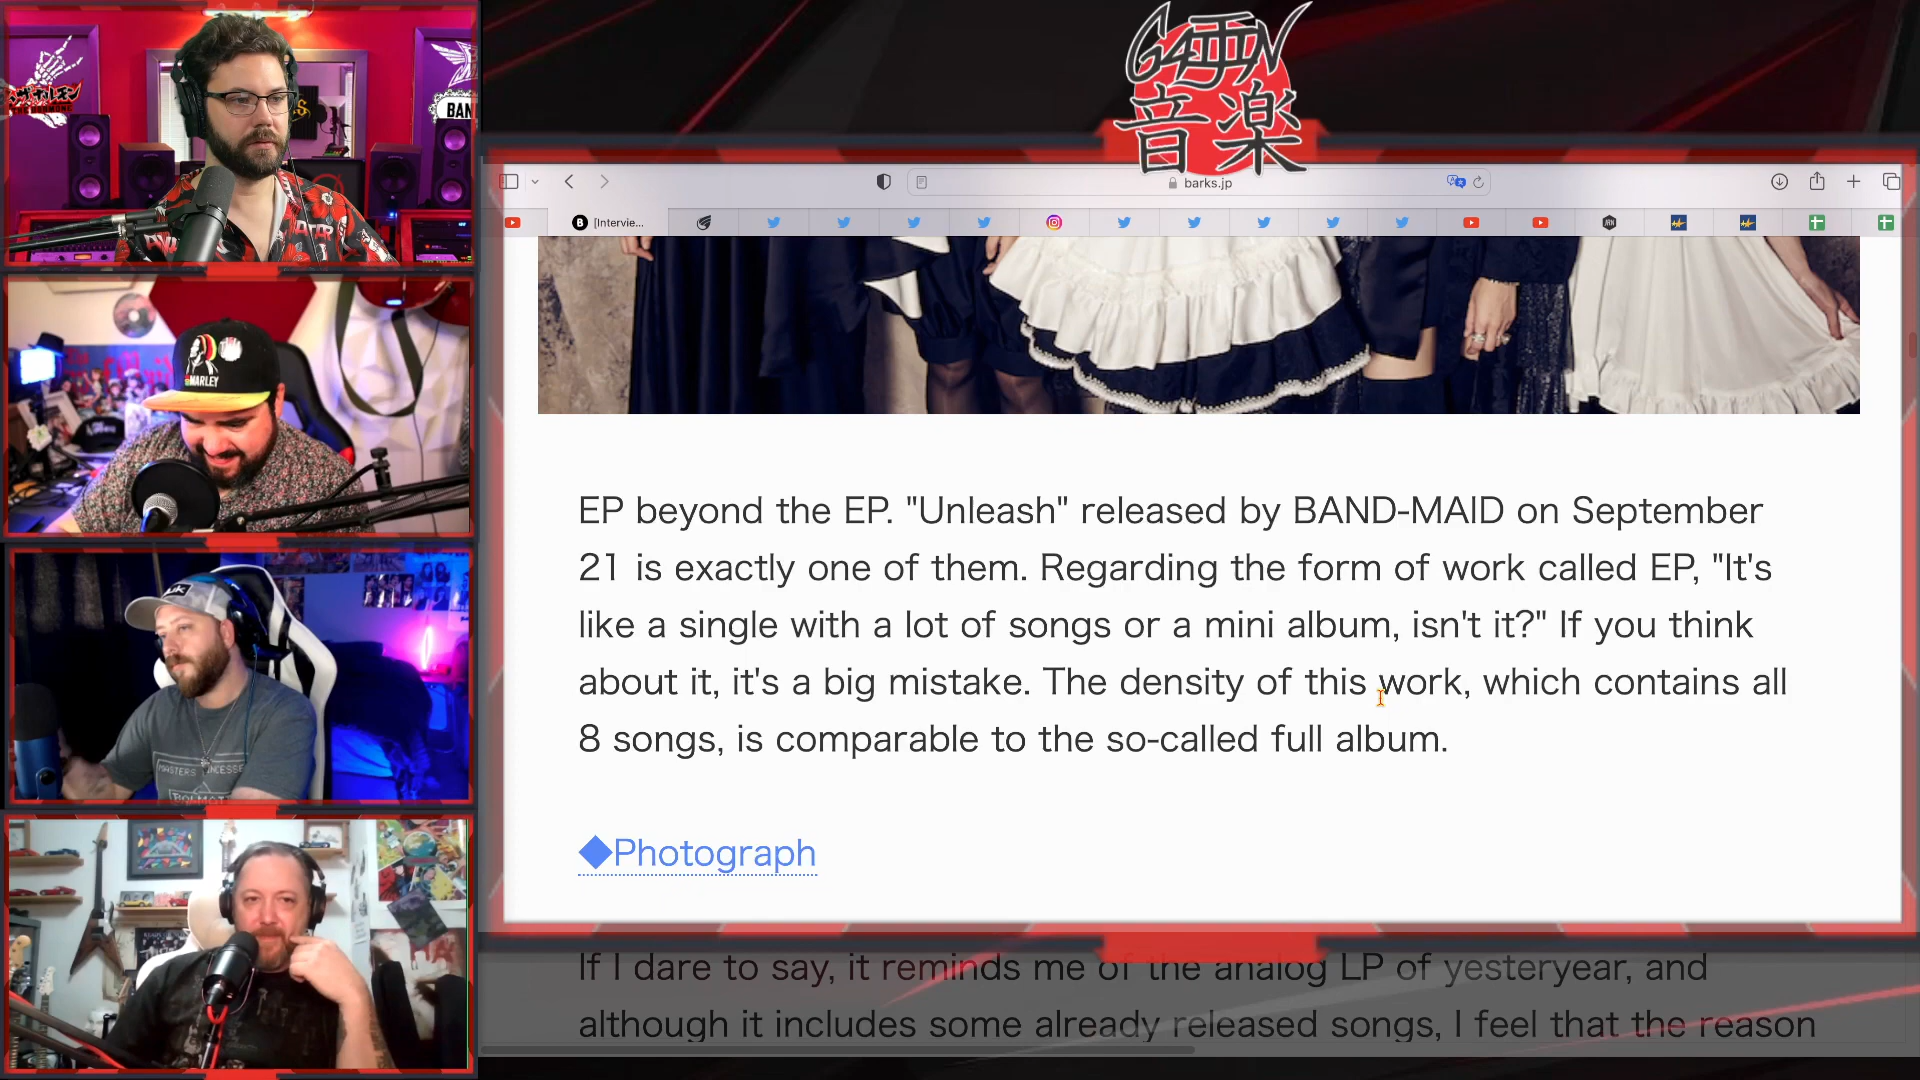 GAIJIN
音楽
barks.jp
[Intervie...
EP beyond the EP. "Unleash" released by BAND-MAID on September
21 is exactly one of them. Regarding the form of work called EP, "It's
like a single with a lot of songs or a mini album, isn't it?" If you think
about it, it's a big mistake. The density of this work, which contains all
8 songs, is comparable to the so-called full album.
◆Photograph
If I dare to say, it reminds me of the analog LP of yesteryear, and
although it includes some already released songs, I feel that the reason
BAND
MARLEY